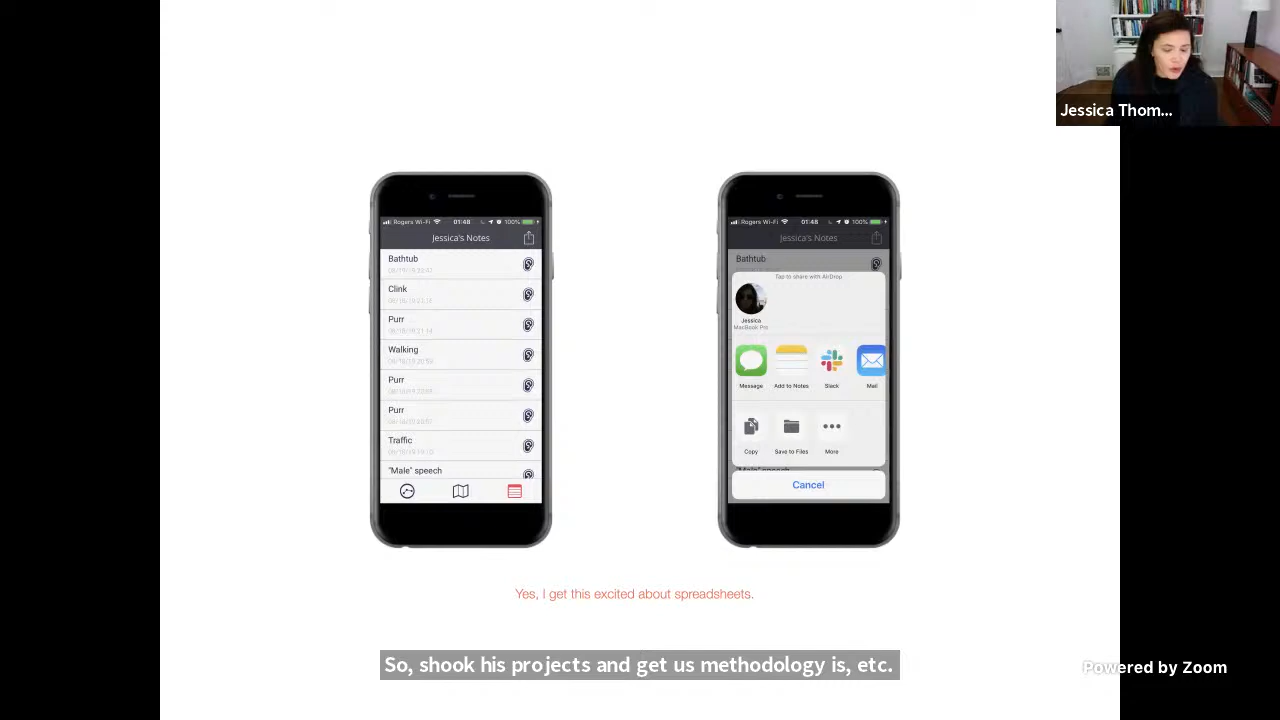 Jessica Thom...
Rogers Wi-Fi 01:48 100%
Jessica's Notes
Bathtub
Clink
Purr
Walking
Purr
Purr
Traffic
"Male" speech
Rogers Wi-Fi 01:48 100%
Jessica's Notes
Bathtub
Tap to share with AirDrop
Jessica
MacBook Pro
Message Add to Notes Slack Mail
Copy Save to Files More
"Male" speech
Cancel
Yes, I get this excited about spreadsheets.
So, shook his projects and get us methodology is, etc.
Powered by Zoom